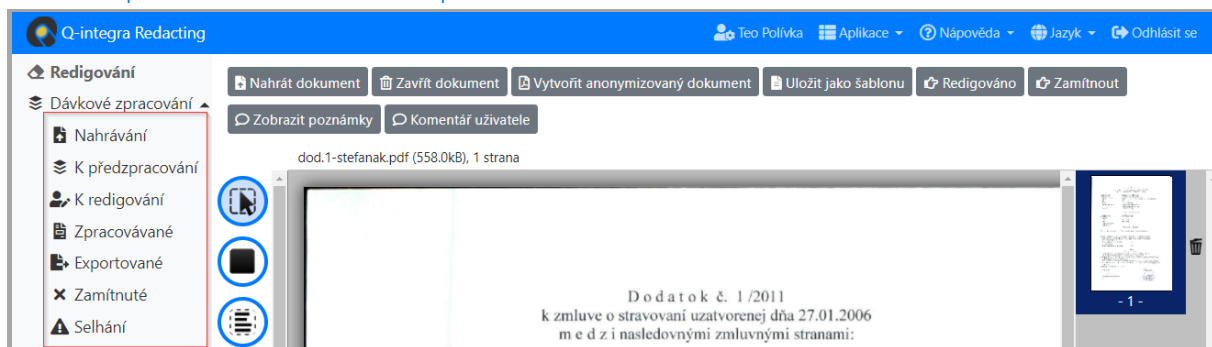 Q-integra Redacting
Teo Polívka Aplikace Nápověda Jazyk Odhlásit se
Redigování
Dávkové zpracování
Nahrávání
K předzpracování
K redigování
Zpracovávané
Exportované
Zamítnuté
Selhání
Nahrát dokument Zavřít dokument Vytvořit anonymizovaný dokument Uložit jako šablonu Redigováno Zamítnout
Zobrazit poznámky Komentář uživatele
dod.1-stefanak.pdf (558.0kB), 1 strana
D o d a t o k č. 1 /2011
k zmluve o stravovaní uzatvorenej dňa 27.01.2006
m e d z i nasledovnými zmluvnými stranami:
- 1 -